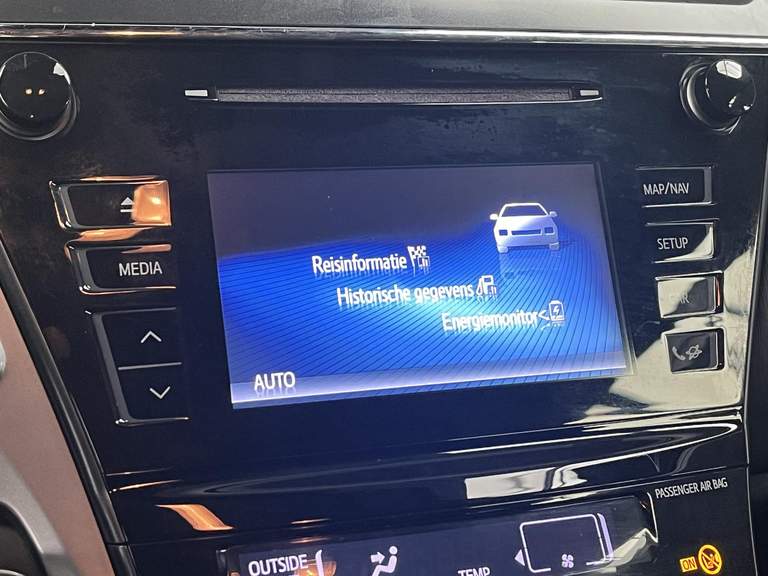 MAP/NAV
MEDIA
SETUP
Reisinformatie
Historische gegevens
Energiemonitor
AUTO
PASSENGER AIR BAG
OUTSIDE
TEMP
ON